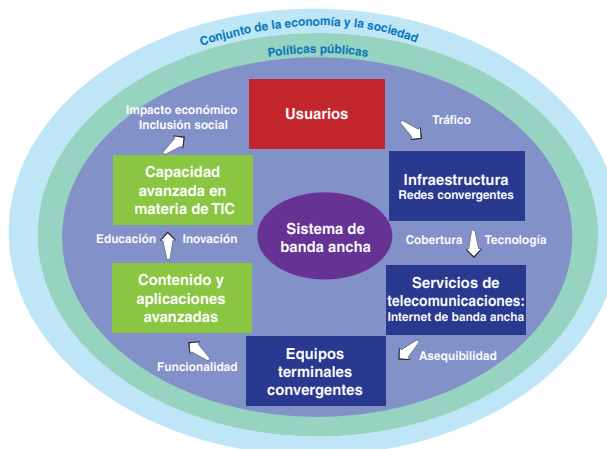 Conjunto de la economía y la sociedad
Políticas públicas
Impacto económico
Inclusión social
Usuarios
Tráfico
Capacidad
avanzada en
materia de TIC
Infraestructura
Redes convergentes
Sistema de
banda ancha
Educación
Inovación
Cobertura
Tecnología
Contenido y
aplicaciones
avanzadas
Servicios de
telecomunicaciones:
Internet de banda ancha
Funcionalidad
Equipos
terminales
convergentes
Asequibilidad